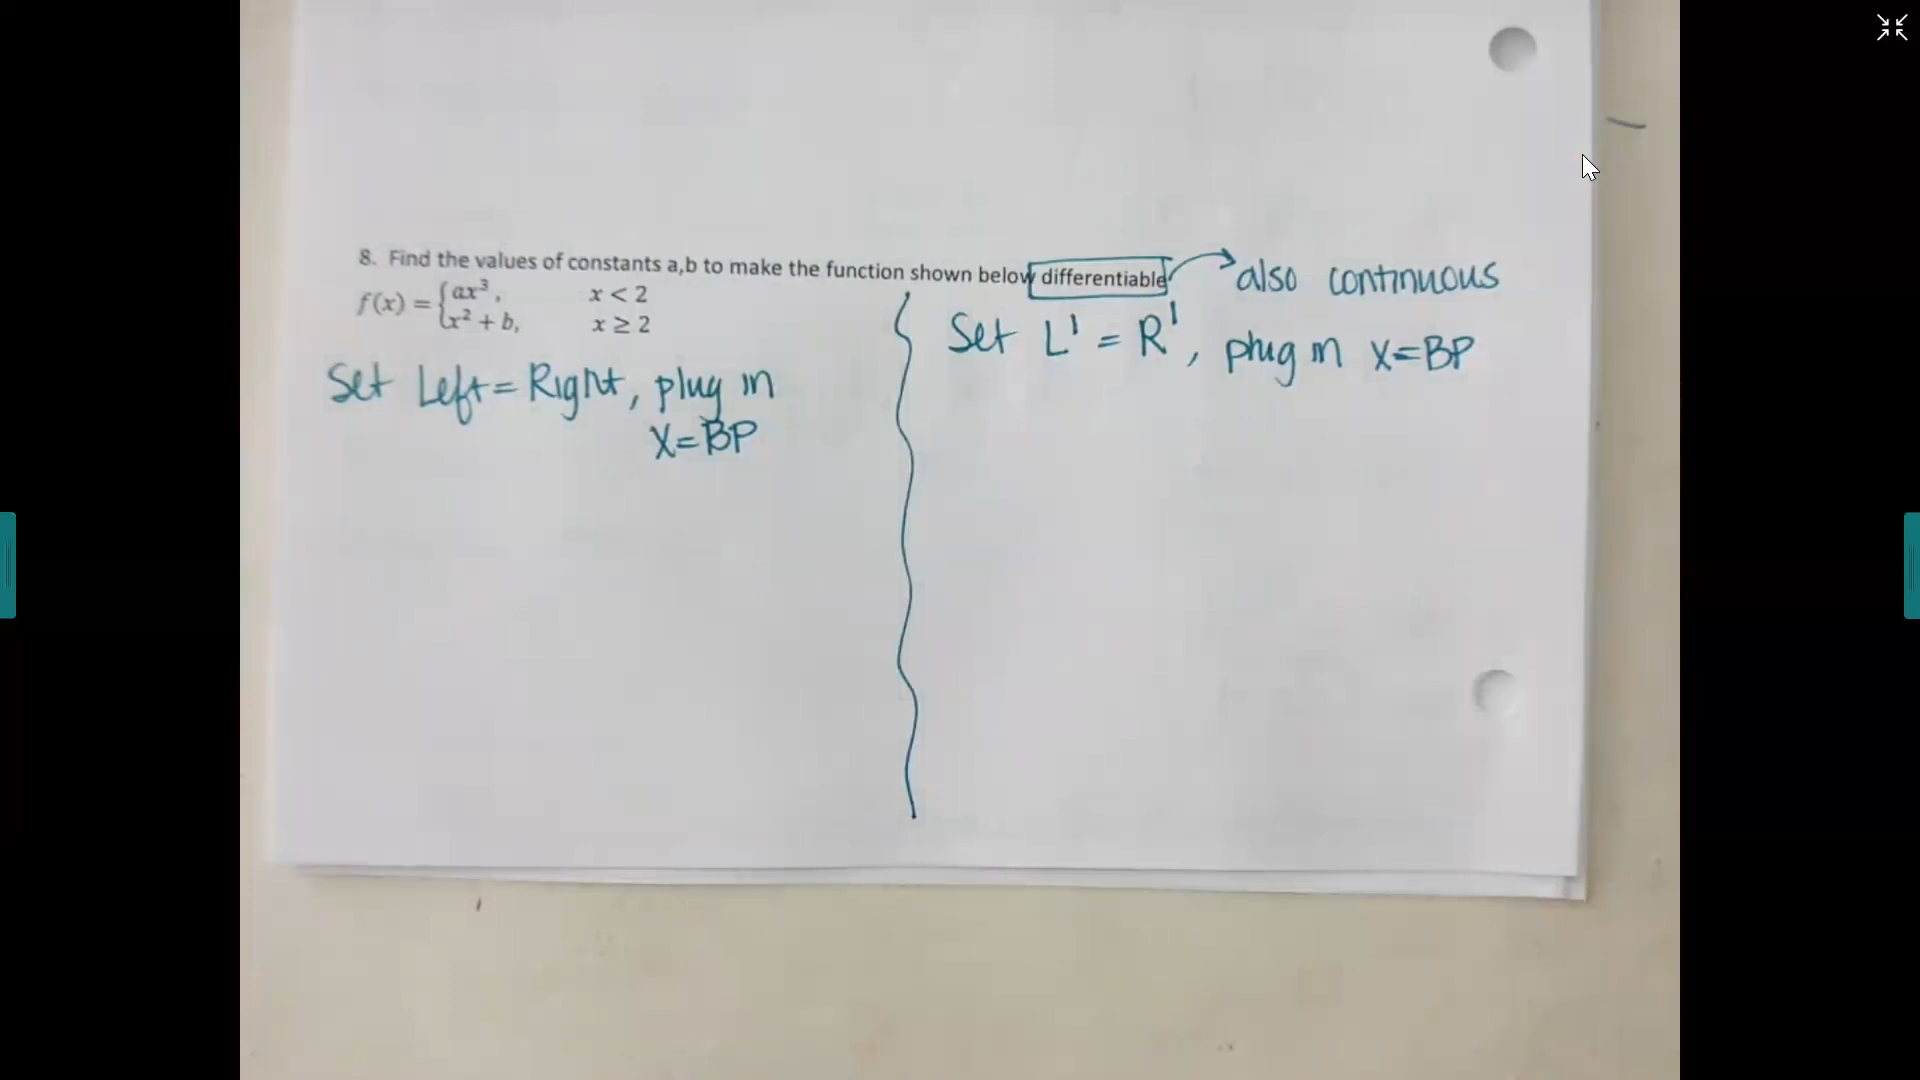 8. Find the values of constants a,b to make the function shown below differentiable
also continuous
f(x) = { ax³, x < 2
x² + b, x ≥ 2
Set Left = Right, plug in
X=BP
Set L' = R', plug in X=BP